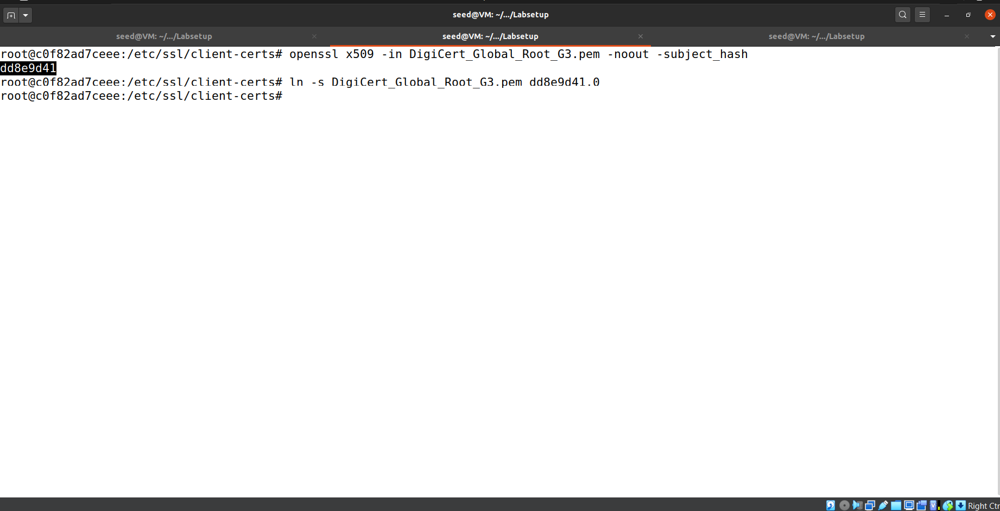 seed@VM: ~/.../Labsetup
seed@VM: ~/.../Labsetup
seed@VM: ~/.../Labsetup
seed@VM: ~/.../Labsetup
root@c0f82ad7ceee:/etc/ssl/client-certs# openssl x509 -in DigiCert_Global_Root_G3.pem -noout -subject_hash
dd8e9d41
root@c0f82ad7ceee:/etc/ssl/client-certs# ln -s DigiCert_Global_Root_G3.pem dd8e9d41.0
root@c0f82ad7ceee:/etc/ssl/client-certs#
Right Ctr